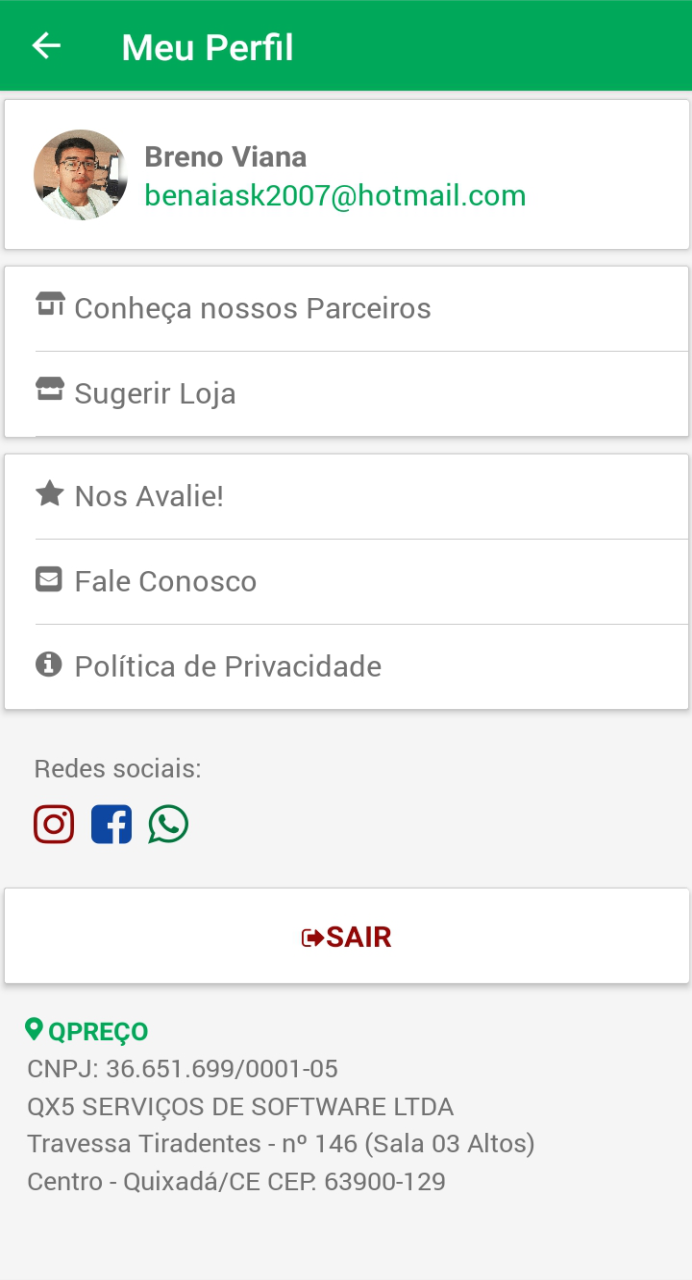 Meu Perfil
Breno Viana
benaiask2007@hotmail.com
Conheça nossos Parceiros
Sugerir Loja
Nos Avalie!
Fale Conosco
Política de Privacidade
Redes sociais:
SAIR
QPREÇO
CNPJ: 36.651.699/0001-05
QX5 SERVIÇOS DE SOFTWARE LTDA
Travessa Tiradentes - nº 146 (Sala 03 Altos)
Centro - Quixadá/CE CEP. 63900-129